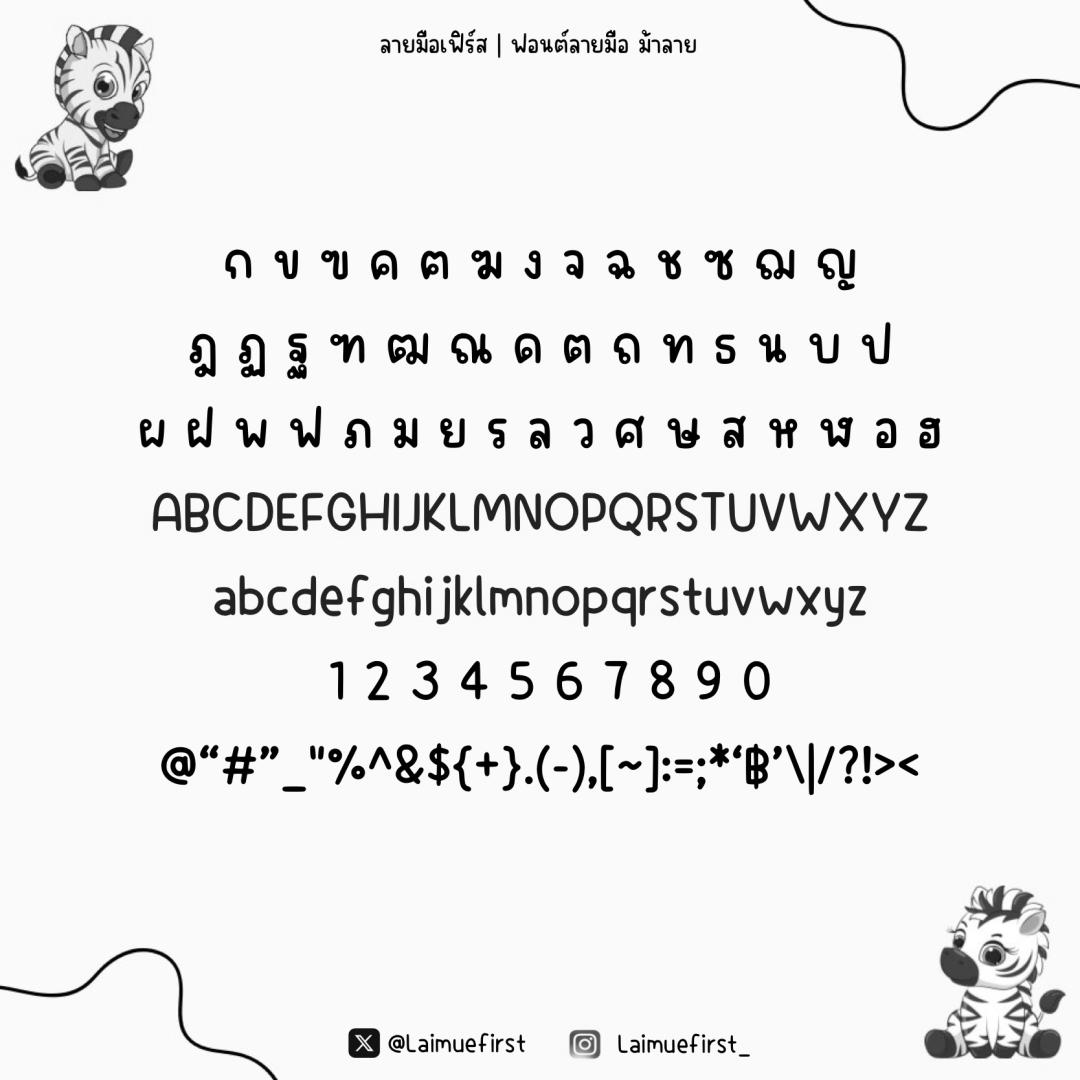 ลายมือเฟิร์ส | ฟอนต์ลายมือ ม้าลาย
ก ข ฃ ค ฅ ฆ ง จ ฉ ช ซ ฌ ญ
ฎ ฏ ฐ ฑ ฒ ณ ด ต ถ ท ธ น บ ป
ผ ฝ พ ฟ ภ ม ย ร ล ว ศ ษ ส ห ฬ อ ฮ
ABCDEFGHIJKLMNOPQRSTUVWXYZ
abcdefghijklmnopqrstuvwxyz
1 2 3 4 5 6 7 8 9 0
@“#”_"%^&${+}.(-),[~]:=;*‘฿’\|/?!><
@Laimuefirst Laimuefirst_